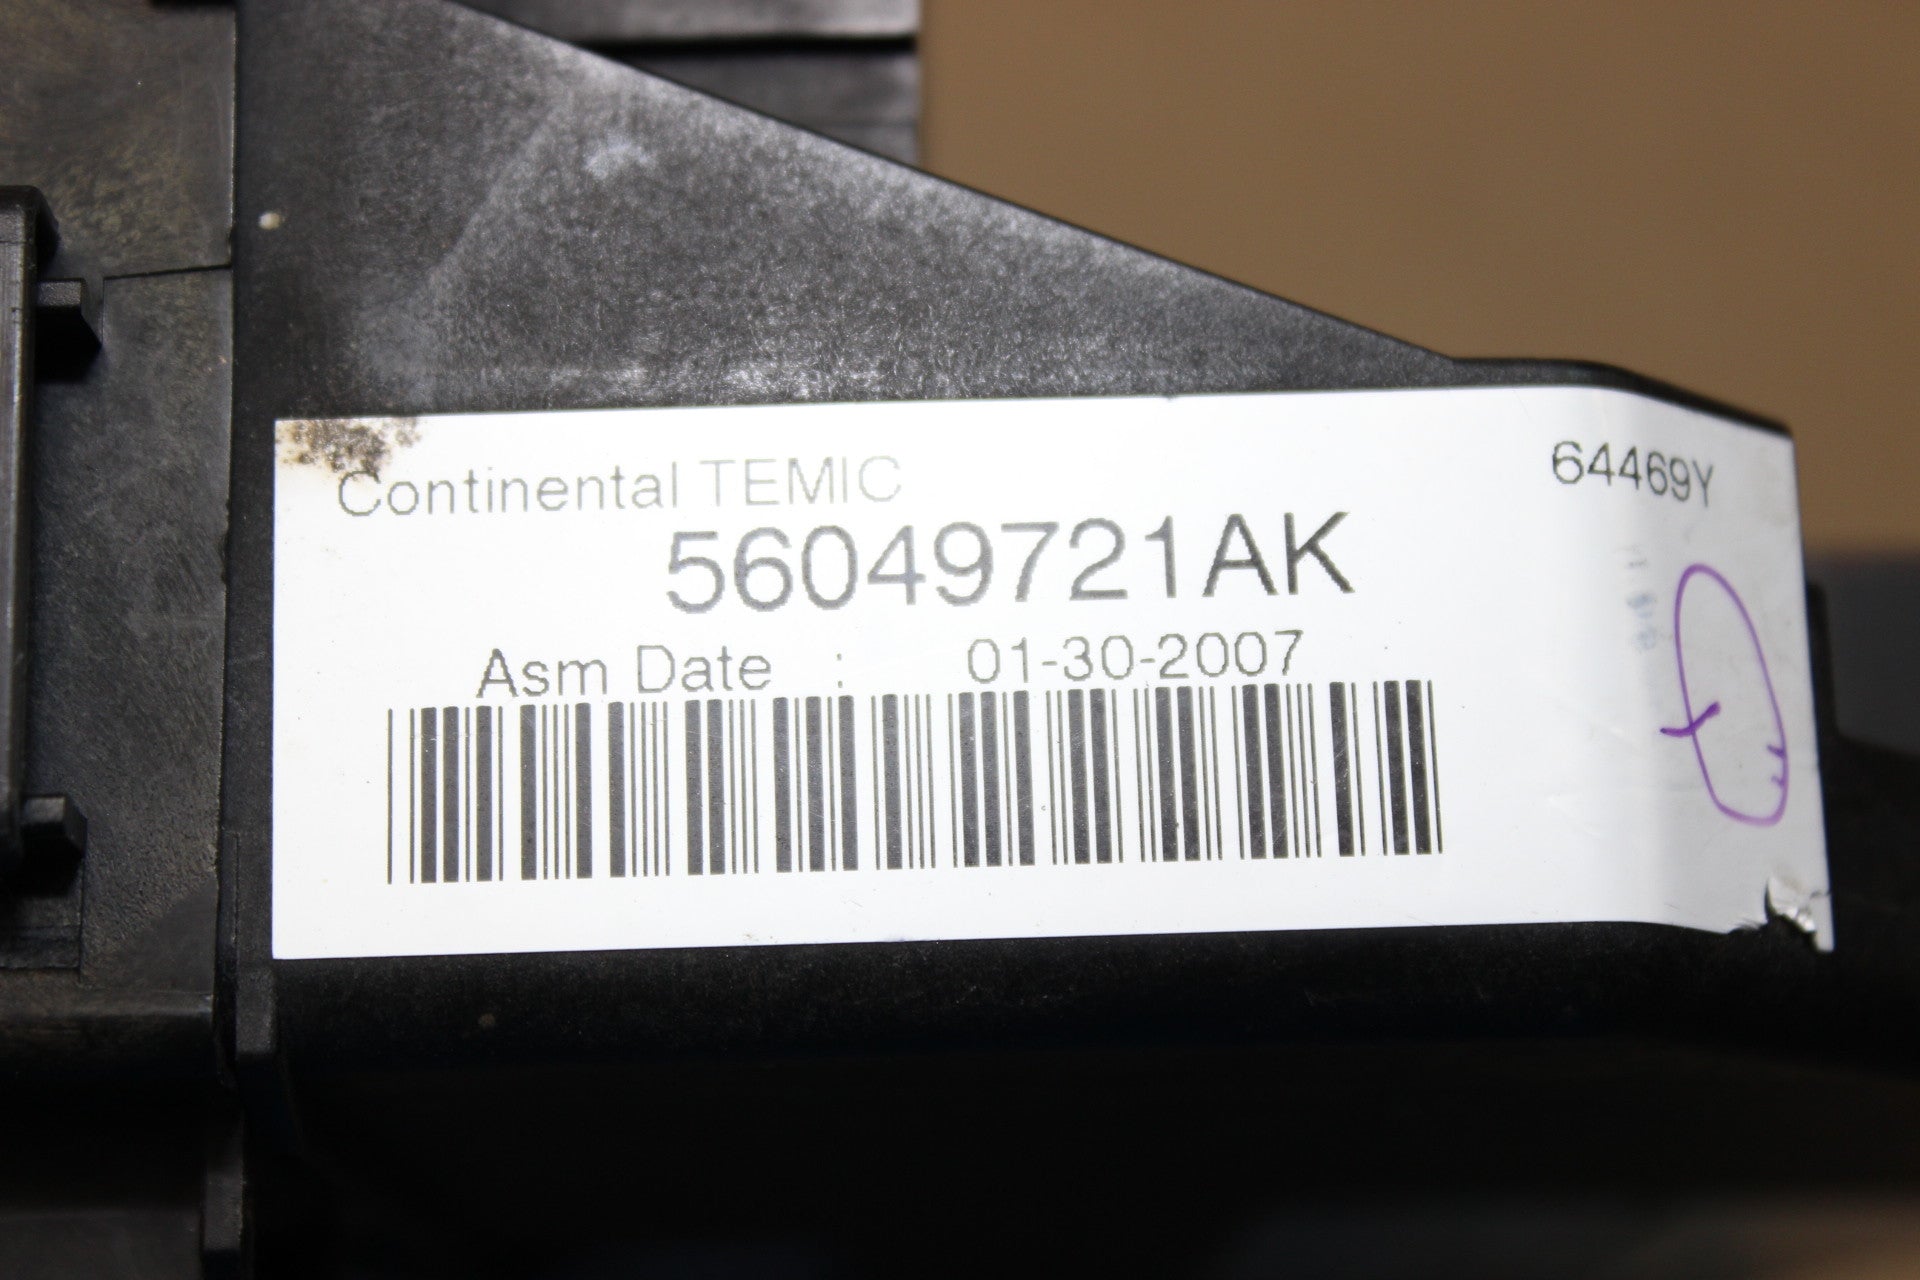 Continental TEMIC
64469Y
56049721AK
Asm Date : 01-30-2007